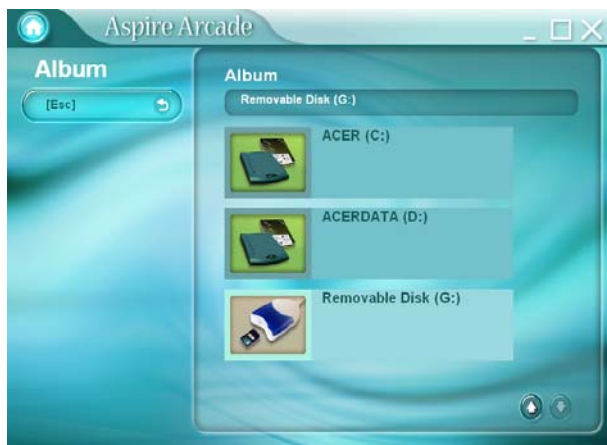 Aspire Arcade
Album
[Esc]
Album
Removable Disk (G:)
ACER (C:)
ACERDATA (D:)
Removable Disk (G:)